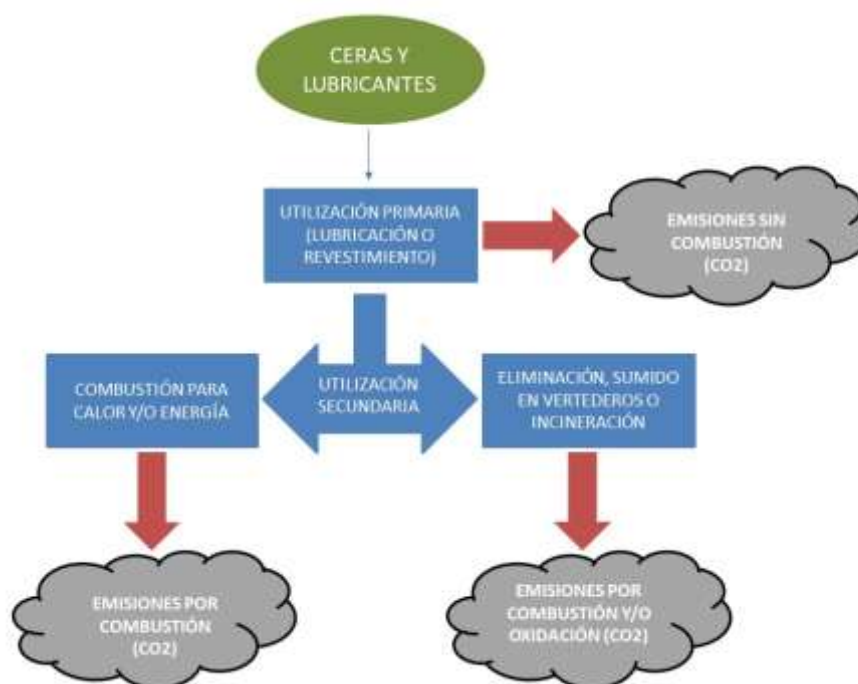 CERAS Y
LUBRICANTES
UTILIZACIÓN PRIMARIA
(LUBRICACIÓN O
REVESTIMIENTO)
EMISIONES SIN
COMBUSTIÓN
(CO2)
COMBUSTIÓN PARA
CALOR Y/O ENERGÍA
UTILIZACIÓN
SECUNDARIA
ELIMINACIÓN, SUMIDO
EN VERTEDEROS O
INCINERACIÓN
EMISIONES POR
COMBUSTIÓN
(CO2)
EMISIONES POR
COMBUSTIÓN Y/O
OXIDACIÓN (CO2)